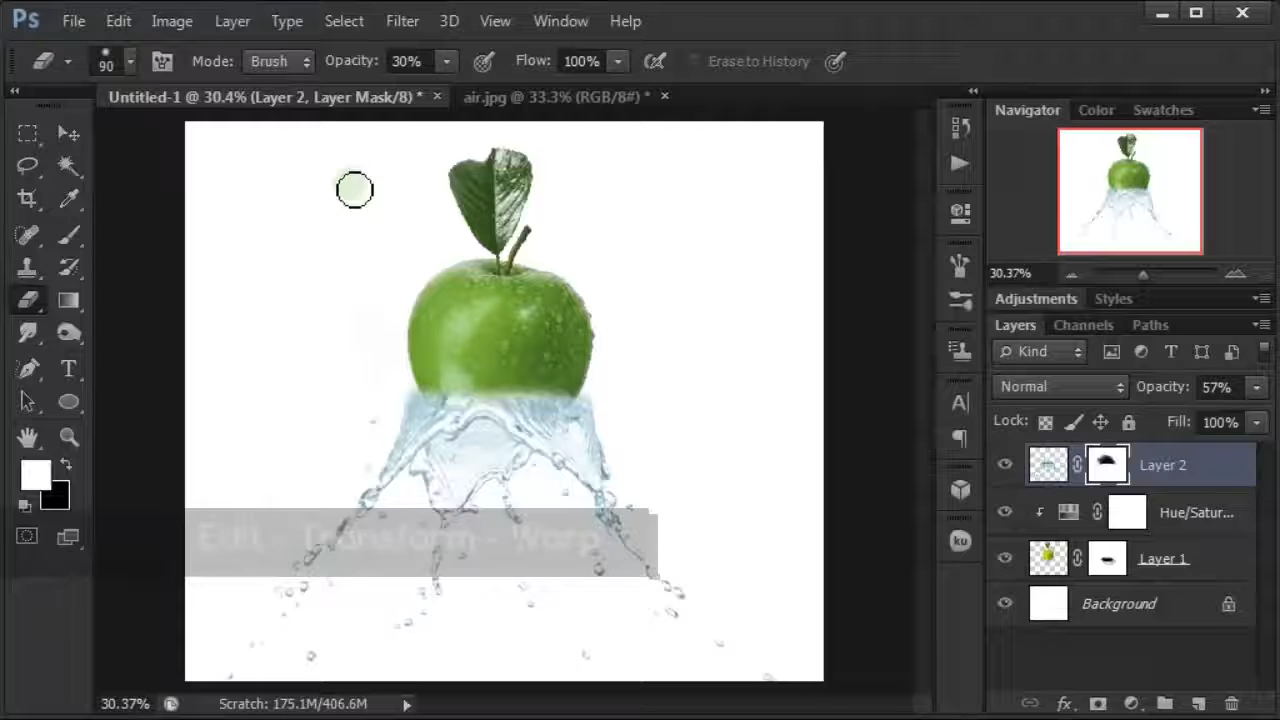 Ps File Edit Image Layer Type Select Filter 3D View Window Help
90 Mode: Brush Opacity: 30% Flow: 100% Erase to History
Untitled-1 @ 30.4% (Layer 2, Layer Mask/8) * × air.jpg @ 33.3% (RGB/8#) * ×
Navigator Color Swatches
30.37%
Adjustments Styles
Layers Channels Paths
Kind
Normal Opacity: 57%
Lock: Fill: 100%
Layer 2
Hue/Satur...
Layer 1
Background
T
A
ku
Edit - Transform - Warp
fx
30.37% Scratch: 175.1M/406.6M